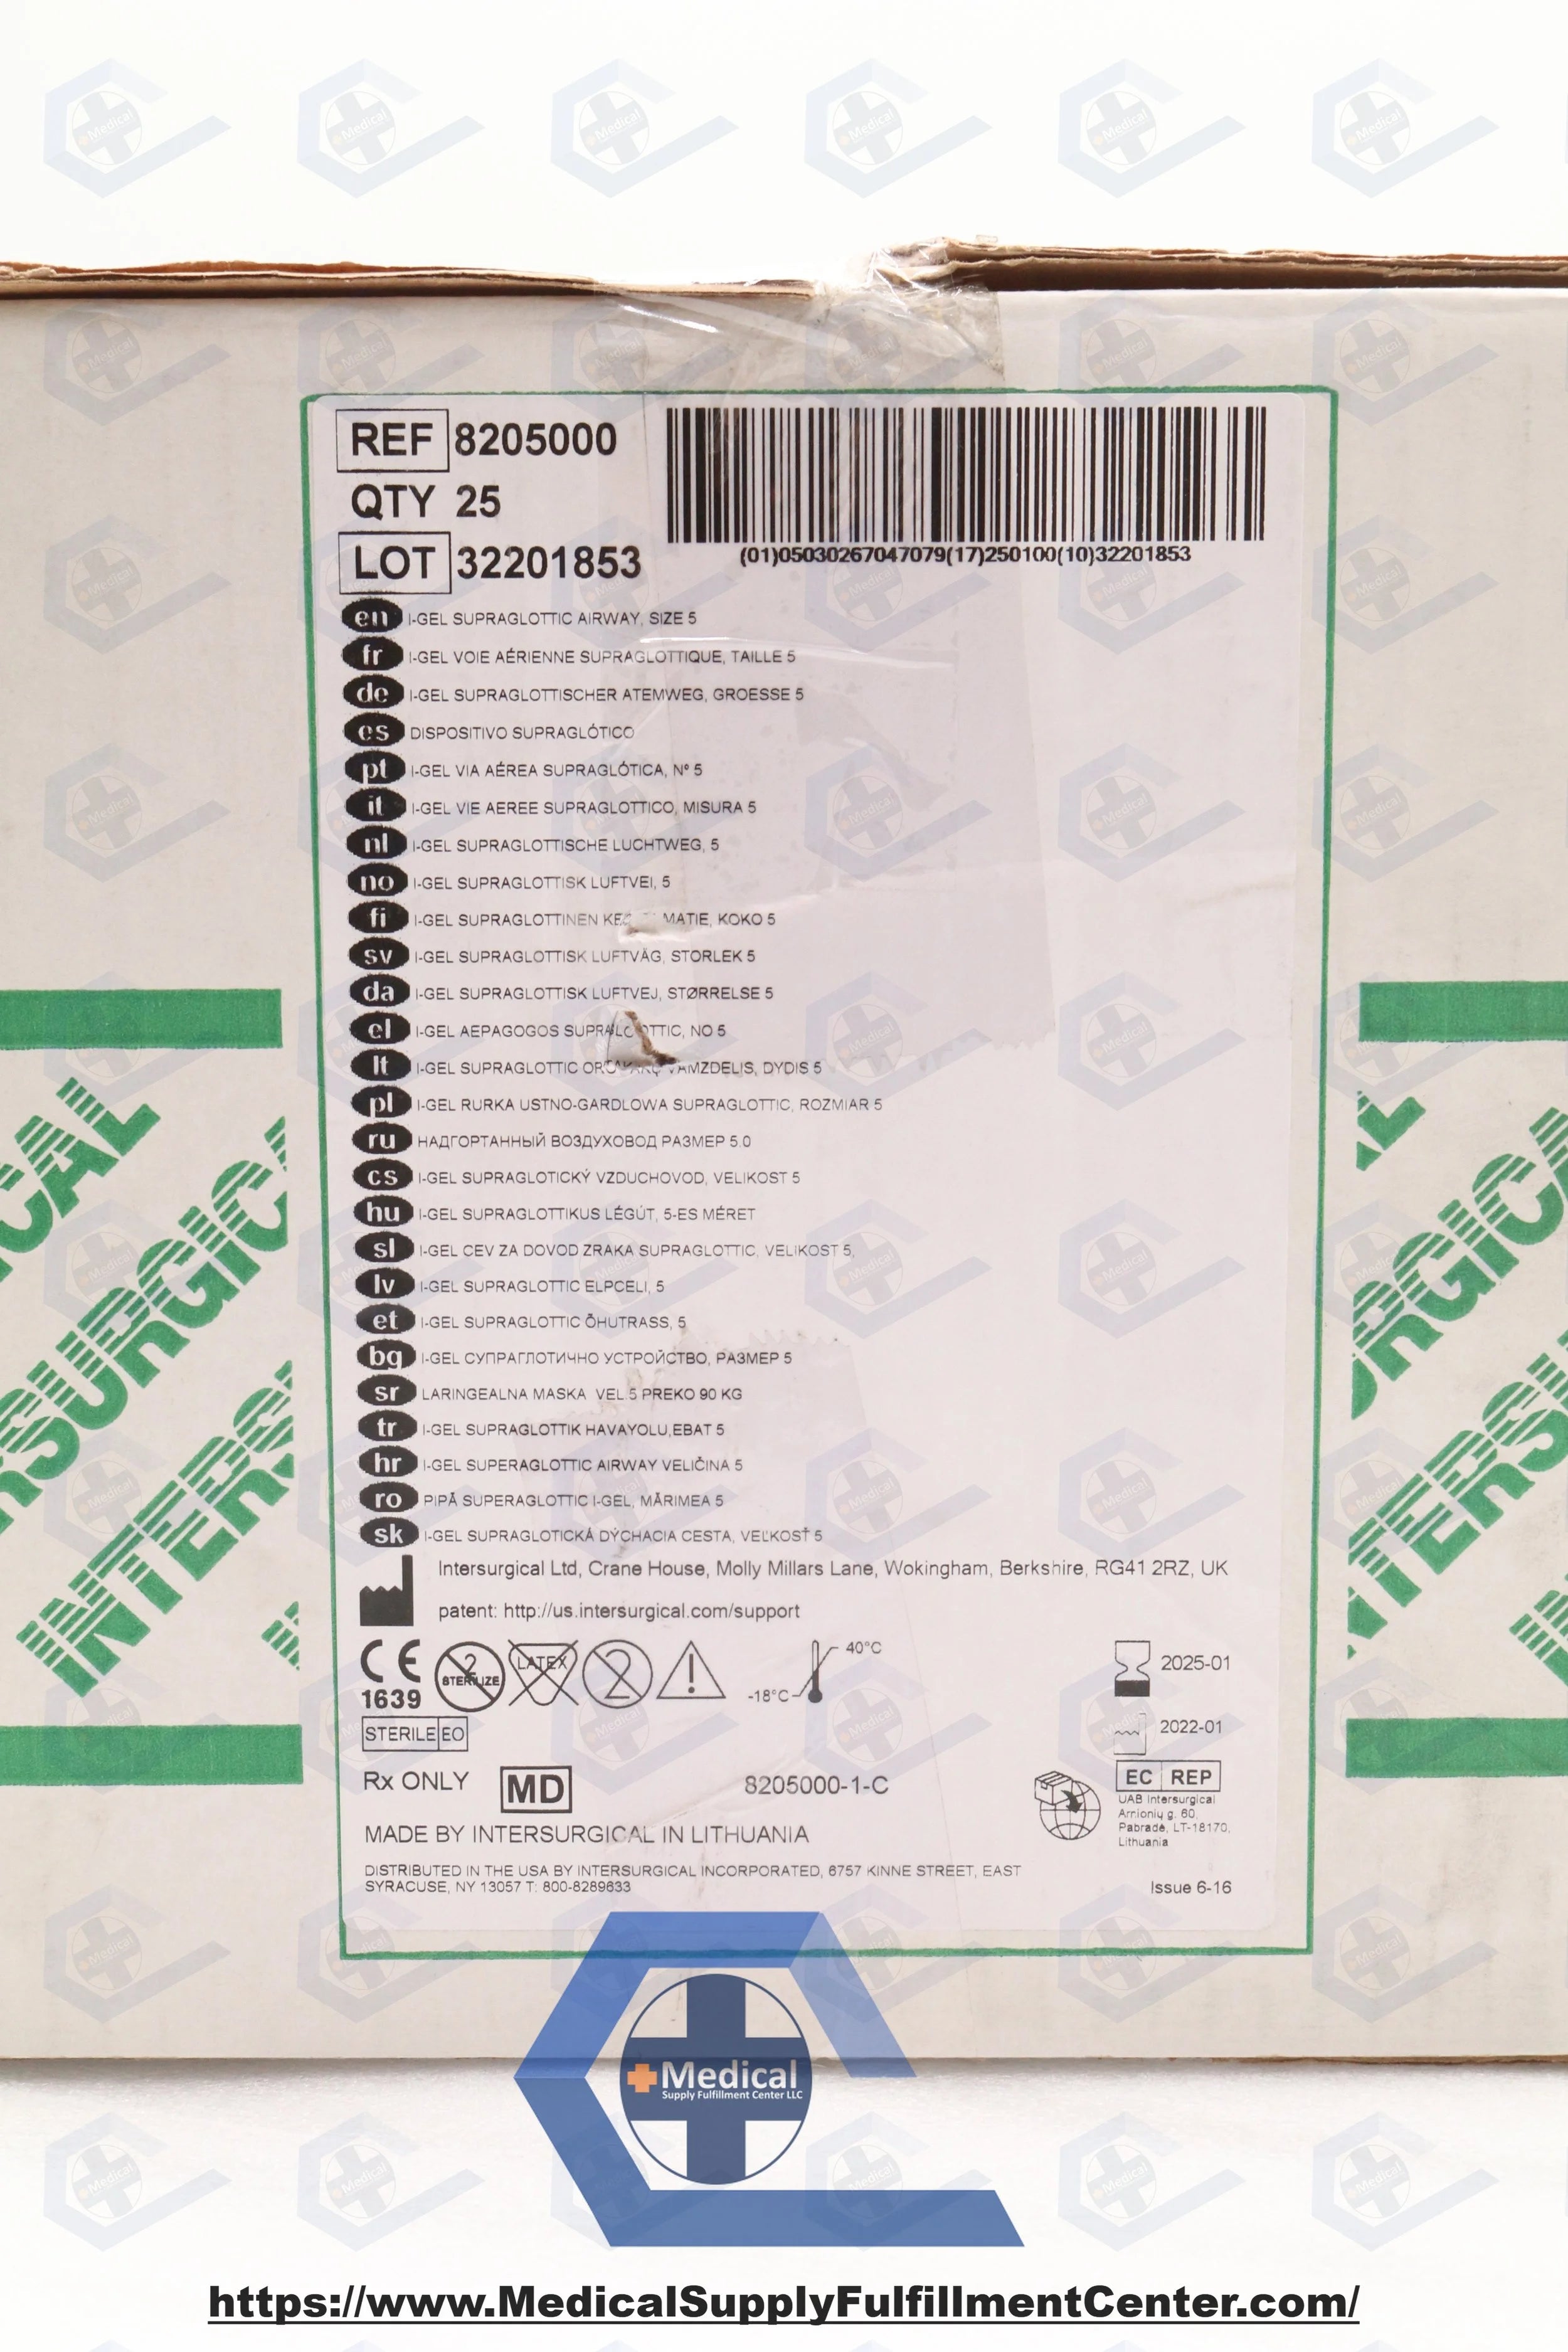 REF 8205000
QTY 25
LOT 32201853
(01)05030267047079(17)250100(10)32201853
en I-GEL SUPRAGLOTTIC AIRWAY, SIZE 5
fr I-GEL VOIE AÉRIENNE SUPRAGLOTTIQUE, TAILLE 5
de I-GEL SUPRAGLOTTISCHER ATEMWEG, GROESSE 5
es DISPOSITIVO SUPRAGLÓTICO
pt I-GEL VIA AÉREA SUPRAGLÓTICA, Nº 5
it I-GEL VIE AEREE SUPRAGLOTTICO, MISURA 5
nl I-GEL SUPRAGLOTTISCHE LUCHTWEG, 5
no I-GEL SUPRAGLOTTISK LUFTVEI, 5
fi I-GEL SUPRAGLOTTINEN KOKO 5
sv I-GEL SUPRAGLOTTISK LUFTVÄG, STORLEK 5
da I-GEL SUPRAGLOTTISK LUFTVEJ, STØRRELSE 5
el I-GEL AEPAGOGOS NO 5
lt I-GEL SUPRAGLOTTIC DYDIS 5
pl I-GEL RURKA USTNO-GARDLOWA SUPRAGLOTTIC, ROZMIAR 5
ru НАДГОРТАННЫЙ ВОЗДУХОВОД РАЗМЕР 5.0
cs I-GEL SUPRAGLOTICKÝ VZDUCHOVOD, VELIKOST 5
hu I-GEL SUPRAGLOTTIKUS LÉGÚT, 5-ES MÉRET
sl I-GEL CEV ZA DOVOD ZRAKA SUPRAGLOTTIC, VELIKOST 5,
lv I-GEL SUPRAGLOTTIC ELPCELI, 5
et I-GEL SUPRAGLOTTIC ÕHUTRASS, 5
bg I-GEL СУПРАГЛОТИЧНО УСТРОЙСТВО, РАЗМЕР 5
sr LARINGEALNA MASKA VEL.5 PREKO 90 KG
tr I-GEL SUPRAGLOTTIK HAVAYOLU,EBAT 5
hr I-GEL SUPERAGLOTTIC AIRWAY VELIČINA 5
ro PIPĂ SUPERAGLOTTIC I-GEL, MĂRIMEA 5
sk I-GEL SUPRAGLOTICKÁ DÝCHACIA CESTA, VEĽKOSŤ 5
Intersurgical Ltd, Crane House, Molly Millars Lane, Wokingham, Berkshire, RG41 2RZ, UK
patent: http://us.intersurgical.com/support
CE 1639
2 STERILIZE
LATEX
2
-18°C
40°C
2025-01
STERILE EO
2022-01
Rx ONLY
MD
8205000-1-C
EC REP
UAB Intersurgical
Arnionių g. 60,
Pabradė, LT-18170,
Lithuania
MADE BY INTERSURGICAL IN LITHUANIA
DISTRIBUTED IN THE USA BY INTERSURGICAL INCORPORATED, 6757 KINNE STREET, EAST
SYRACUSE, NY 13057 T: 800-8289633
Issue 6-16
Medical
Supply Fulfillment Center LLC
https://www.MedicalSupplyFulfillmentCenter.com/